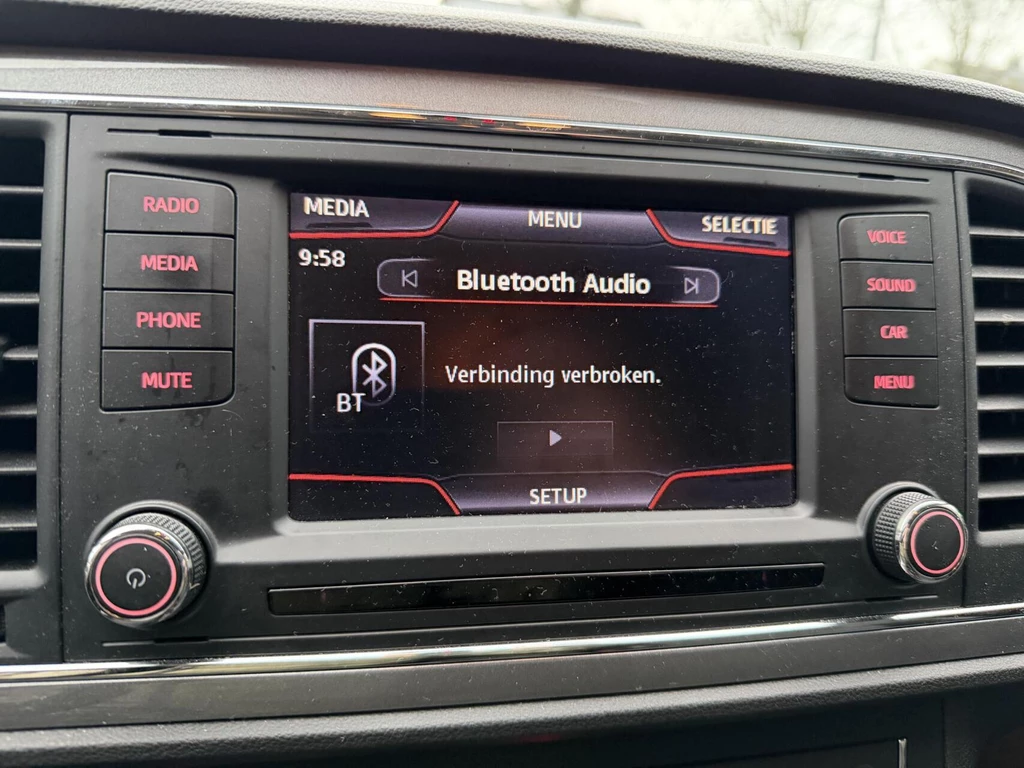 RADIO
MEDIA
PHONE
MUTE
MEDIA
MENU
SELECTIE
9:58
Bluetooth Audio
BT
Verbinding verbroken.
SETUP
VOICE
SOUND
CAR
MENU